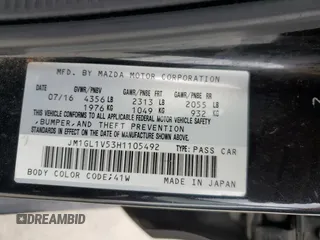 MFD. BY MAZDA MOTOR CORPORATION
GVWR/PNBV GAWR/PNBE FRT GAWR/PNBE RR
07/16 4356 LB 2313 LB 2055 LB
1976 KG 1049 KG 932 KG
THIS VEHICLE CONFORMS TO ALL APPLICABLE
FEDERAL MOTOR VEHICLE SAFETY,
BUMPER, AND THEFT PREVENTION
STANDARDS IN EFFECT ON THE DATE OF
MANUFACTURE SHOWN ABOVE.
JM1GL1V53H1105492 TYPE:PASS CAR
BODY COLOR CODE:41W MADE IN JAPAN
DIDIAUTOBID